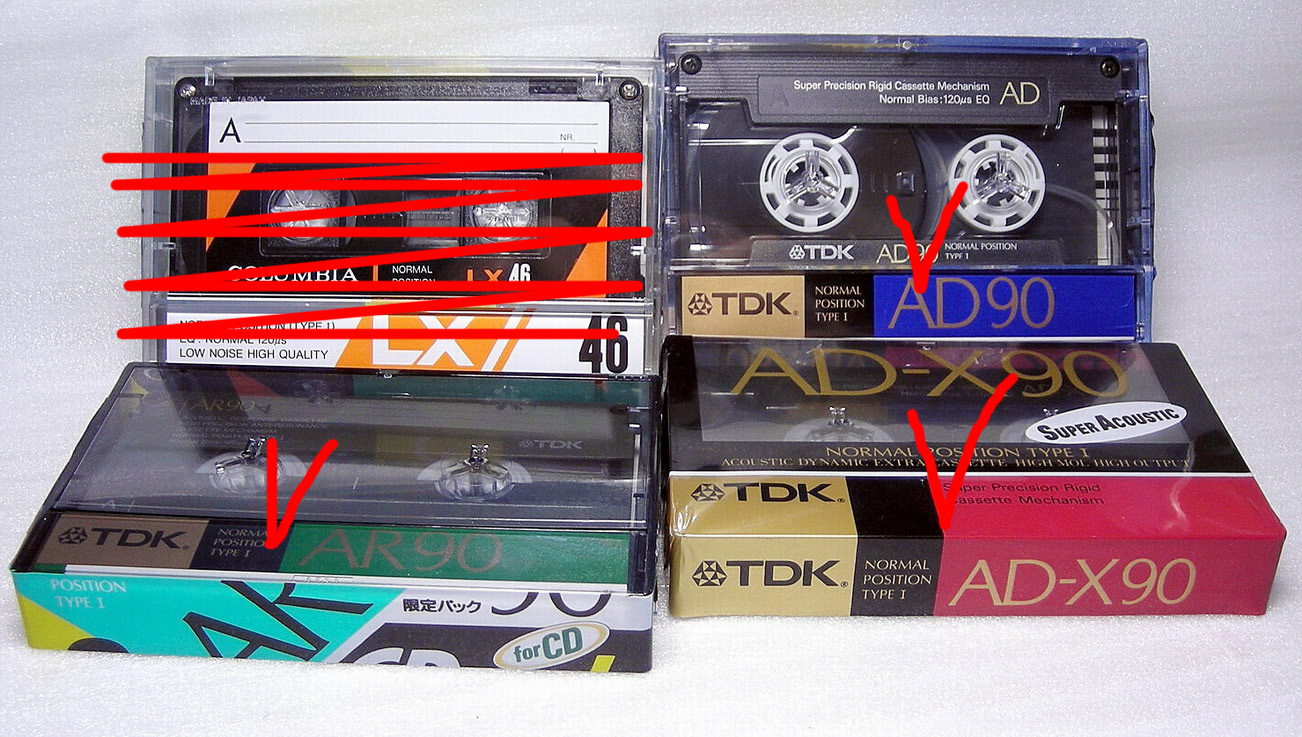 MADE IN JAPAN
A
NR.
COLUMBIA
NORMAL
POSITION
LX 46
POSITION (TYPE I)
EQ : NORMAL 120μs
LOW NOISE HIGH QUALITY
LX
46
Super Precision Rigid Cassette Mechanism
Normal Bias:120μs EQ
AD
TDK
AD90
NORMAL POSITION
TYPE I
TDK.
NORMAL
POSITION
TYPE I
AD90
AR90
A
TDK
TDK.
NORMAL
POSITION
TYPE I
AR90
POSITION
TYPE I
AR
限定パック
90
CD
for CD
AD-X90
SUPER ACOUSTIC
NORMAL POSITION TYPE I
ACOUSTIC DYNAMIC EXTRA CASSETTE HIGH MOL HIGH OUTPUT
TDK.
Super Precision Rigid
Cassette Mechanism
TDK.
NORMAL
POSITION
TYPE I
AD-X90